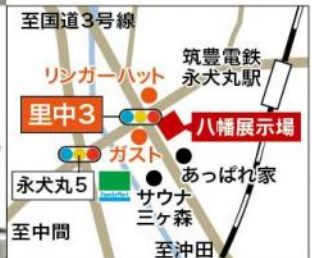 至国道3号線
筑豊電鉄
永犬丸駅
リンガーハット
里中3
八幡展示場
ガスト
あっぱれ家
永犬丸5
FamilyMart
サウナ
三ヶ森
至中間
至沖田